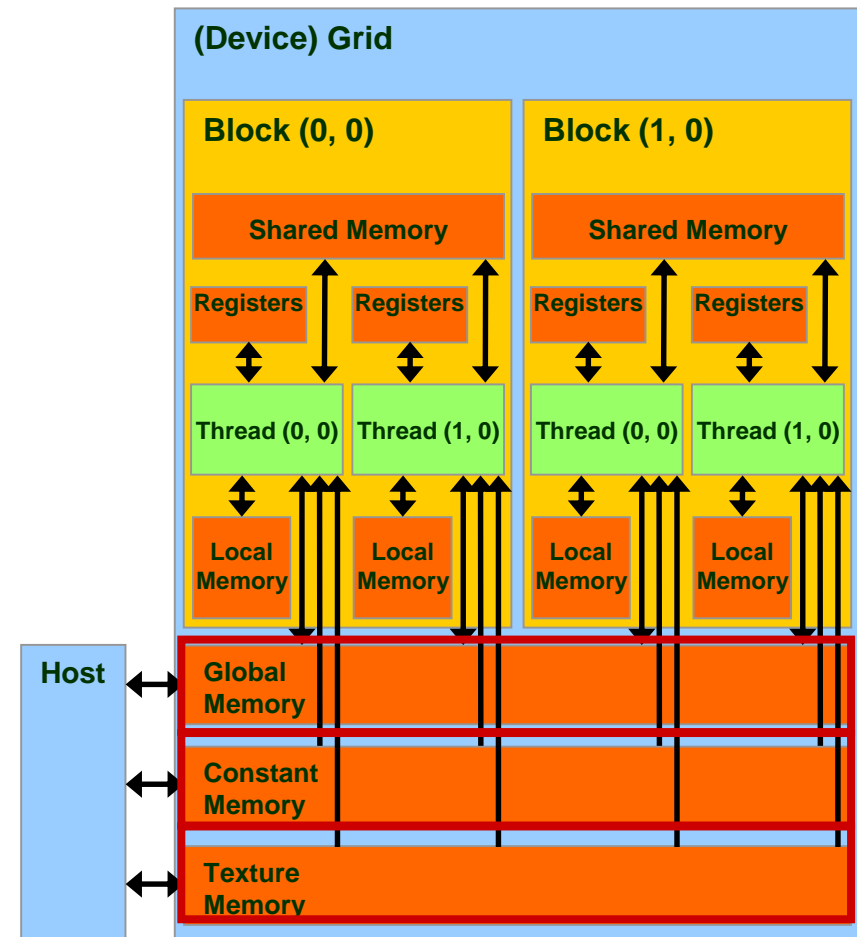 (Device) Grid
Block (0, 0)
Block (1, 0)
Shared Memory
Shared Memory
Registers
Registers
Registers
Registers
Thread (0, 0)
Thread (1, 0)
Thread (0, 0)
Thread (1, 0)
Local
Memory
Local
Memory
Local
Memory
Local
Memory
Host
Global
Memory
Constant
Memory
Texture
Memory